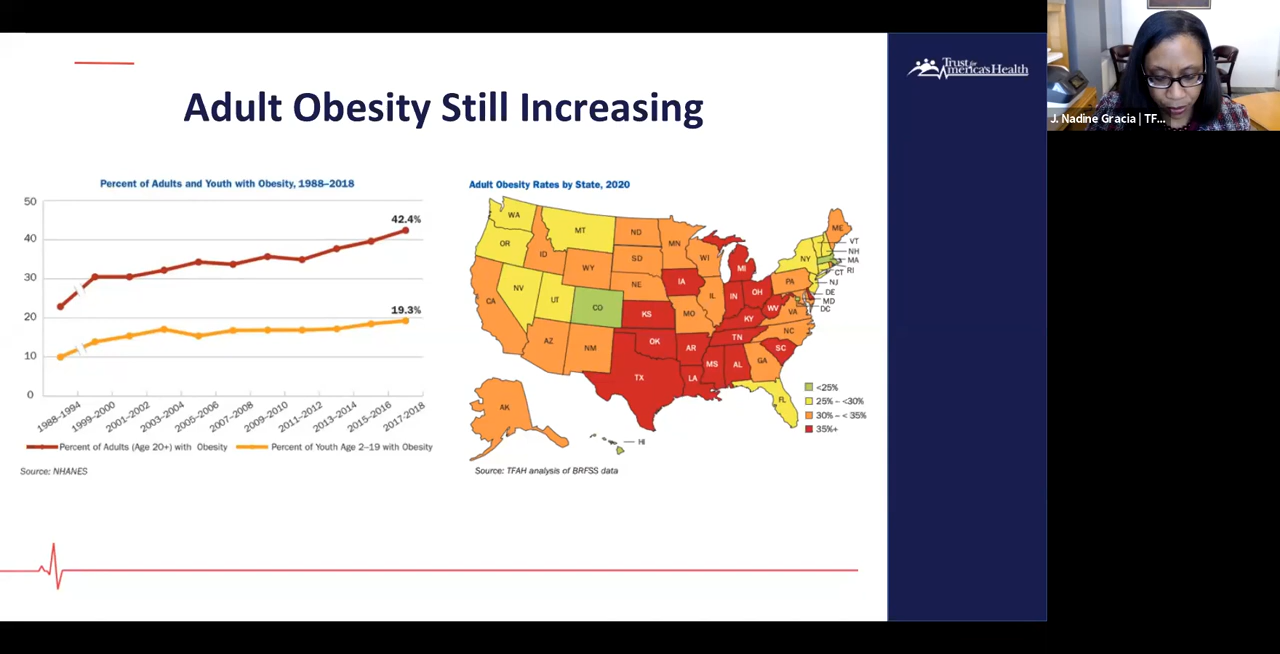 Trust for
America's Health
J. Nadine Gracia | TF...
Adult Obesity Still Increasing
Percent of Adults and Youth with Obesity, 1988–2018
50
40
30
20
10
0
42.4%
19.3%
1988–1994
1999–2000
2001–2002
2003–2004
2005–2006
2007–2008
2009–2010
2011–2012
2013–2014
2015–2016
2017–2018
Percent of Adults (Age 20+) with Obesity
Percent of Youth Age 2–19 with Obesity
Source: NHANES
Adult Obesity Rates by State, 2020
WA
OR
CA
ID
NV
MT
WY
UT
AZ
CO
NM
ND
SD
NE
KS
OK
TX
MN
IA
MO
AR
LA
WI
IL
MI
IN
OH
KY
TN
MS
AL
GA
FL
SC
NC
VA
WV
PA
NY
ME
VT
NH
MA
RI
CT
NJ
DE
MD
DC
AK
HI
<25%
25% – <30%
30% – < 35%
35%+
Source: TFAH analysis of BRFSS data